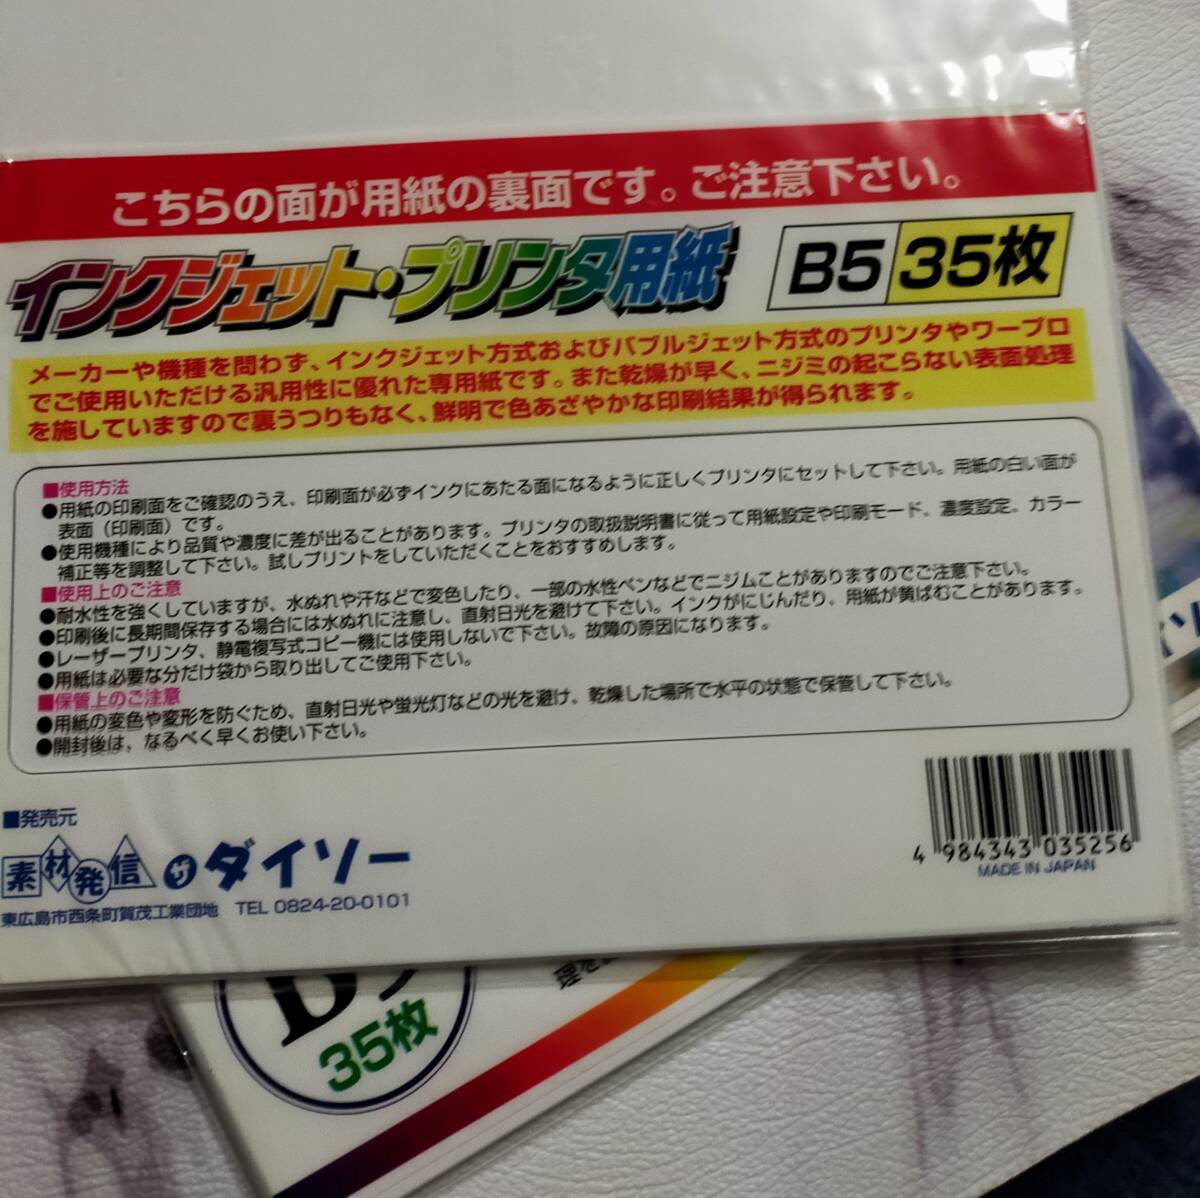 こちらの面が用紙の裏面です。ご注意下さい。
インクジェット・プリンタ用紙 B5 35枚
メーカーや機種を問わず、インクジェット方式およびバブルジェット方式のプリンタやワープロ
でご使用いただける汎用性に優れた専用紙です。また乾燥が早く、ニジミの起こらない表面処理
を施していますので裏うつりもなく、鮮明で色あざやかな印刷結果が得られます。
■使用方法
●用紙の印刷面をご確認のうえ、印刷面が必ずインクにあたる面になるように正しくプリンタにセットして下さい。用紙の白い面が
表面（印刷面）です。
●使用機種により品質や濃度に差が出ることがあります。プリンタの取扱説明書に従って用紙設定や印刷モード、濃度設定、カラー
補正等を調整して下さい。試しプリントをしていただくことをおすすめします。
■使用上のご注意
●耐水性を強くしていますが、水ぬれや汗などで変色したり、一部の水性ペンなどでニジムことがありますのでご注意下さい。
●印刷後に長期間保存する場合には水ぬれに注意し、直射日光を避けて下さい。インクがにじんだり、用紙が黄ばむことがあります。
●レーザープリンタ、静電複写式コピー機には使用しないで下さい。故障の原因になります。
●用紙は必要な分だけ袋から取り出してご使用下さい。
■保管上のご注意
●用紙の変色や変形を防ぐため、直射日光や蛍光灯などの光を避け、乾燥した場所で水平の状態で保管して下さい。
●開封後は、なるべく早くお使い下さい。
■発売元
素材発信 ザ ダイソー
東広島市西条町賀茂工業団地 TEL 0824-20-0101
4 984343 035256
MADE IN JAPAN
35枚